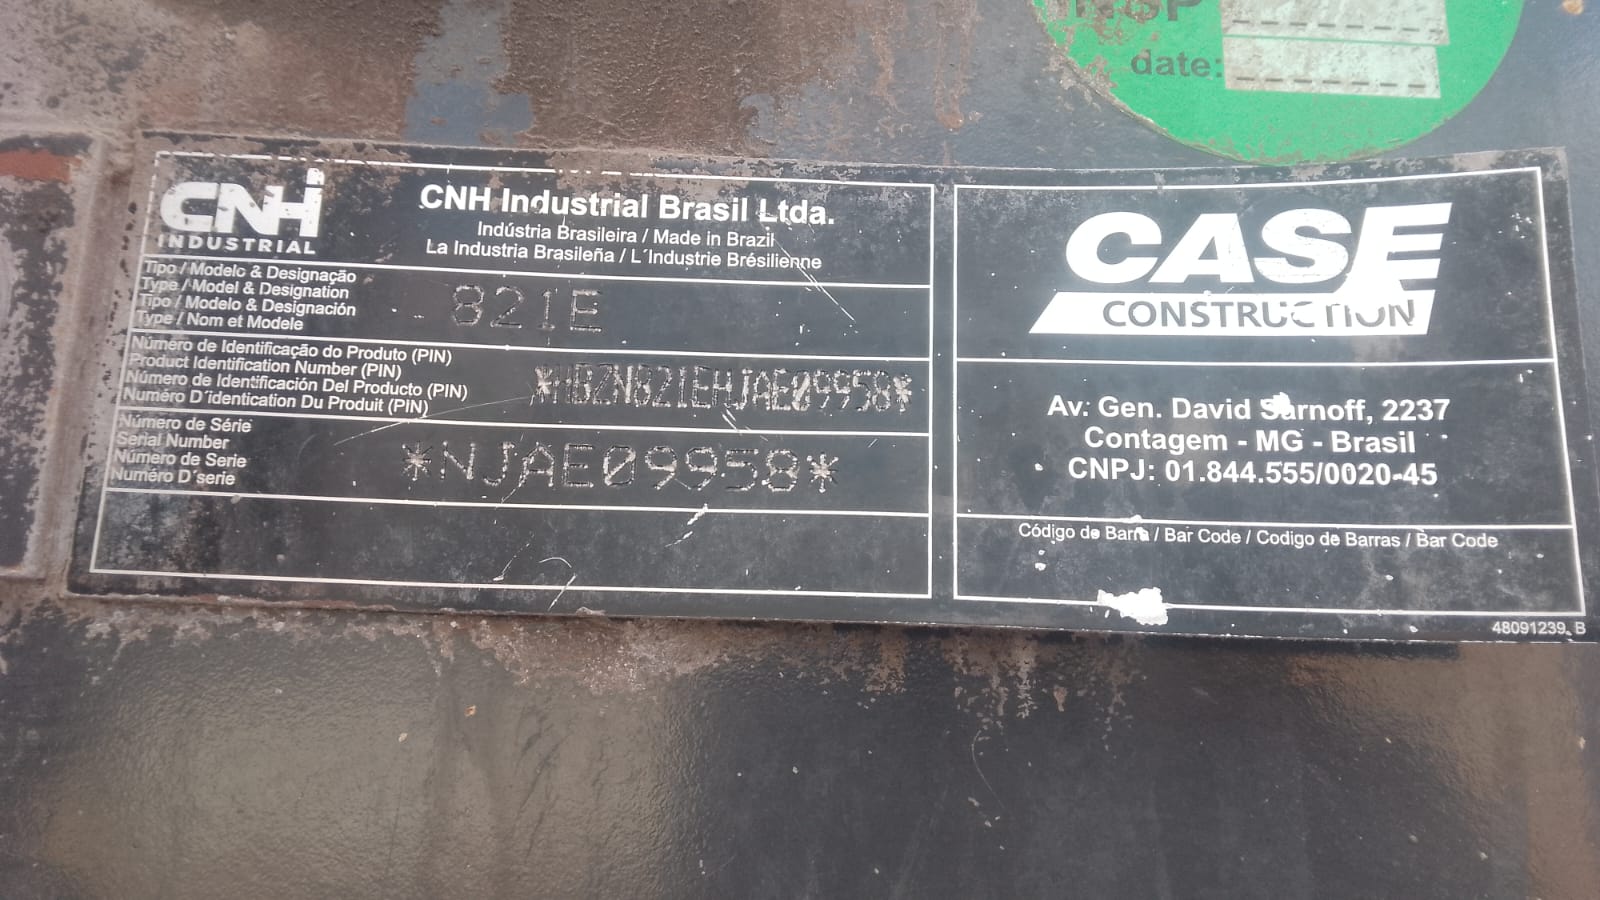 date:
CNH
INDUSTRIAL
CNH Industrial Brasil Ltda.
Indústria Brasileira / Made in Brazil
La Industria Brasileña / L´Industrie Brésilienne
Tipo / Modelo & Designação
Type / Model & Designation
Tipo / Modelo & Designación
Type / Nom et Modele
821E
Número de Identificação do Produto (PIN)
Product Identification Number (PIN)
Número de Identificación Del Producto (PIN)
Numéro D´identication Du Produit (PIN)
*HBZN821EHJAE09958*
Número de Série
Serial Number
Número de Serie
Numéro D´serie
*NJAE09958*
CASE
CONSTRUCTION
Av. Gen. David Sarnoff, 2237
Contagem - MG - Brasil
CNPJ: 01.844.555/0020-45
Código de Barra / Bar Code / Codigo de Barras / Bar Code
48091239 B